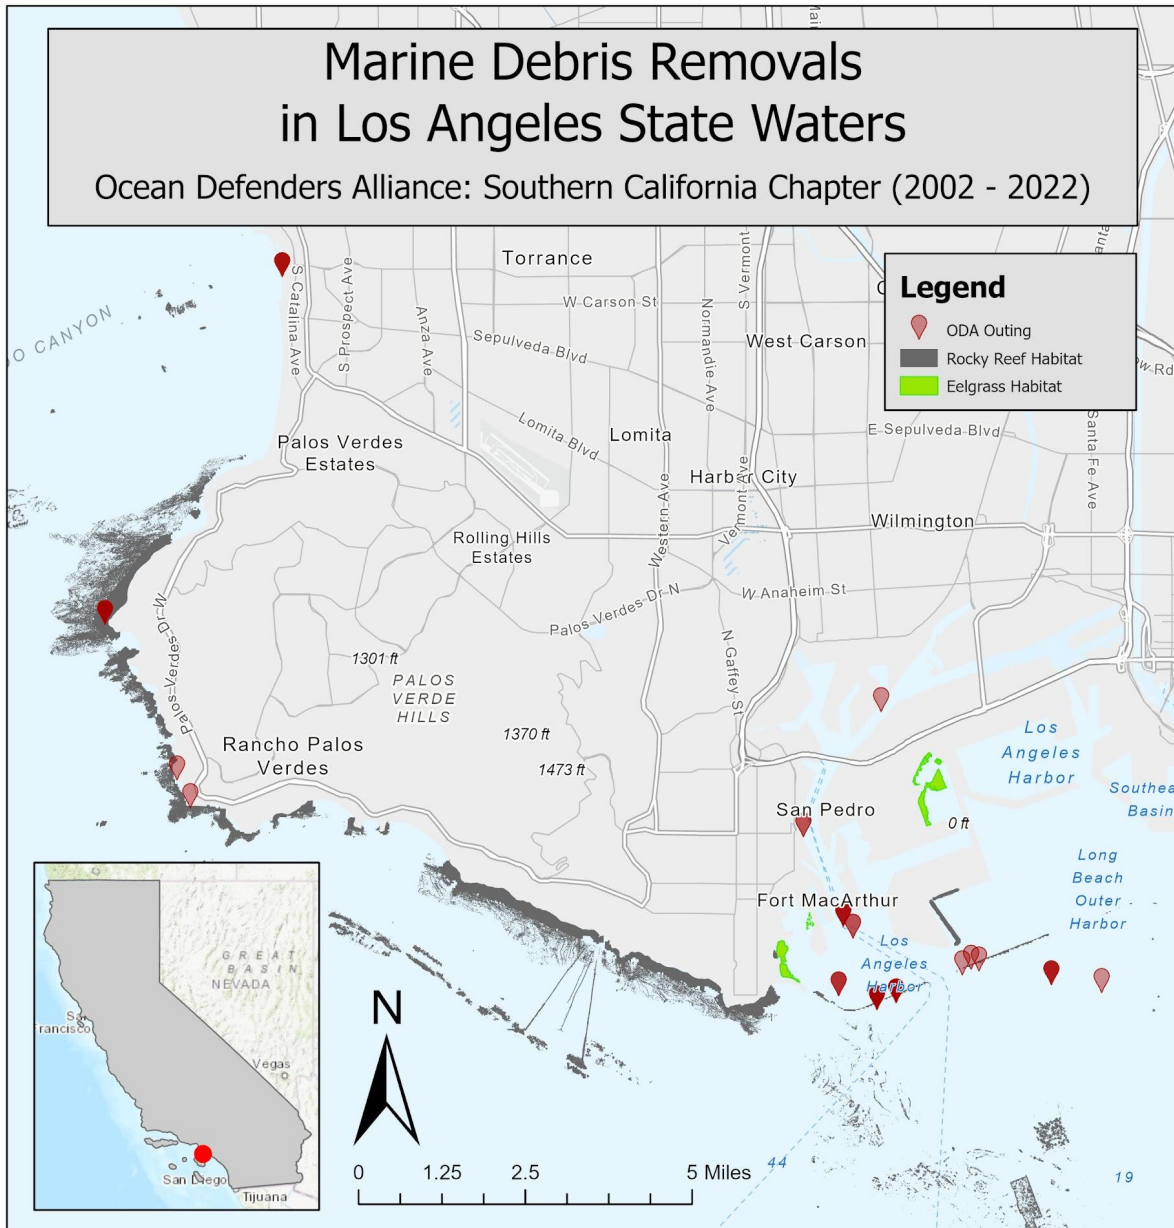 Marine Debris Removals
in Los Angeles State Waters
Ocean Defenders Alliance: Southern California Chapter (2002 - 2022)
Legend
ODA Outing
Rocky Reef Habitat
Eelgrass Habitat
Torrance
S Vermont
S Catalina Ave
S Prospect Ave
Anza Ave
W Carson St
Normandie Ave
CANYON
Sepulveda Blvd
West Carson
Lomita Blvd
Lomita
E Sepulveda Blvd
Santa Fe Ave
Palos Verdes
Estates
Harbor City
Western Ave
Vermont Ave
Wilmington
Rolling Hills
Estates
W Anaheim St
Palos Verdes Dr N
Palos Verdes Dr W
N Gaffey St
1301 ft
PALOS
VERDE
HILLS
1370 ft
1473 ft
Rancho Palos
Verdes
Los
Angeles
Harbor
Basin
San Pedro
0 ft
Long
Beach
Outer
Harbor
Fort MacArthur
Los
Angeles
Harbor
GREAT
BASIN
NEVADA
San
Francisco
Vegas
San Diego
Tijuana
N
0 1.25 2.5 5 Miles
44
19